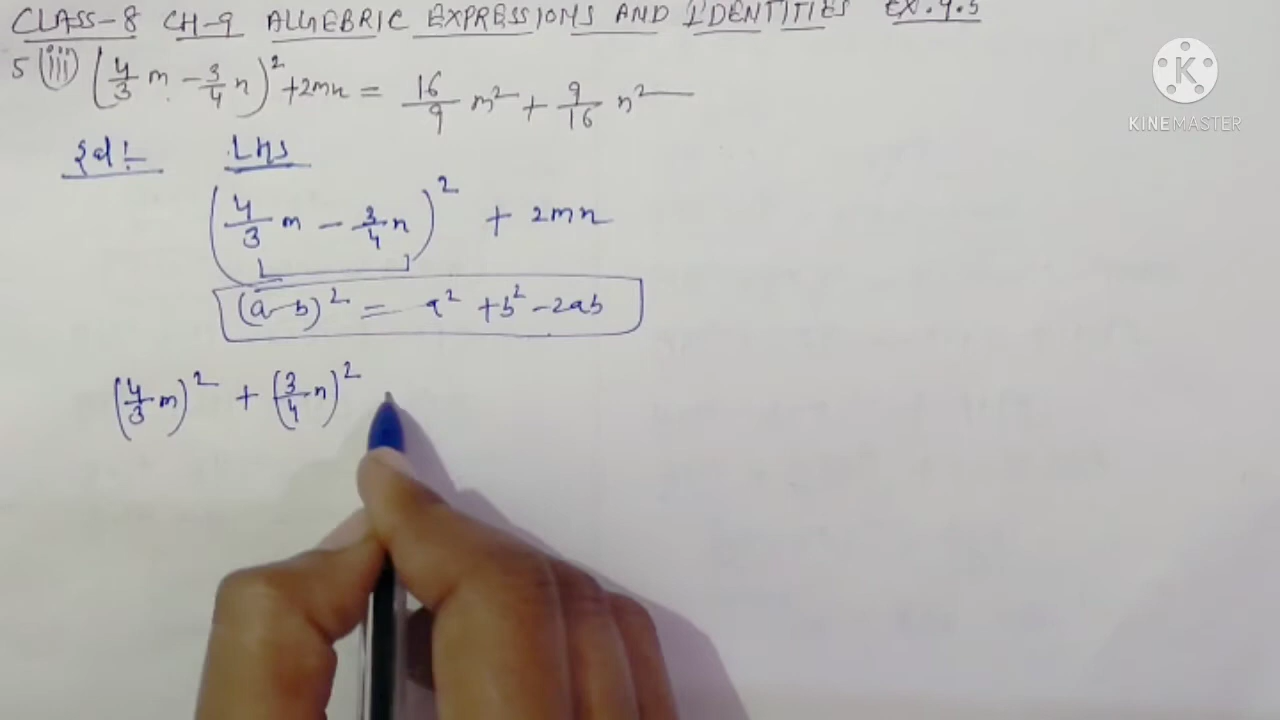 CLASS-8 CH-9 ALGEBRIC EXPRESSIONS AND IDENTITIES EX.9.5
5 (iii) (4/3 m - 3/4 n)² + 2mn = 16/9 m² + 9/16 n²
KINEMASTER
LHS
(4/3 m - 3/4 n)² + 2mn
(a-b)² = a² + b² - 2ab
(4/3 m)² + (3/4 n)²